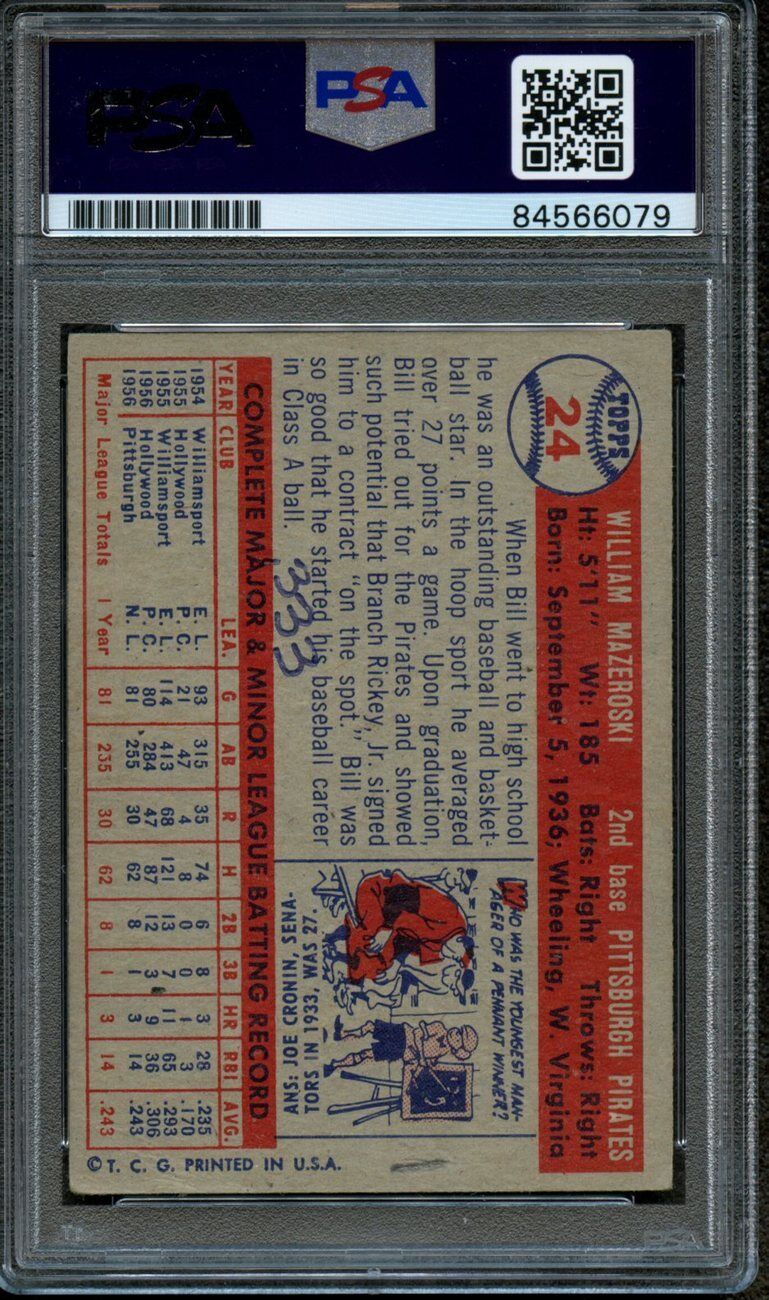 PSA
PSA
84566079
TOPPS
24
WILLIAM MAZEROSKI 2nd base PITTSBURGH PIRATES
Ht: 5'11" Wt: 185 Bats: Right Throws: Right
Born: September 5, 1936; Wheeling, W. Virginia
When Bill went to high school
he was an outstanding baseball and basket-
ball star. In the hoop sport he averaged
over 27 points a game. Upon graduation,
Bill tried out for the Pirates and showed
such potential that Branch Rickey, Jr. signed
him to a contract "on the spot." Bill was
so good that he started his baseball career
in Class A ball.
333
WHO WAS THE YOUNGEST MAN-
AGER OF A PENNANT WINNER?
ANS: JOE CRONIN, SENA-
TORS IN 1933, WAS 27.
COMPLETE MAJOR & MINOR LEAGUE BATTING RECORD
YEAR CLUB LEA. G AB R H 2B 3B HR RBI AVG.
1954 Williamsport E. L. 93 315 35 74 6 8 3 28 .235
1955 Hollywood P. C. 21 47 4 8 0 0 1 3 .170
1955 Williamsport E. L. 114 413 68 121 13 7 11 65 .293
1956 Hollywood P. C. 80 284 47 87 12 3 9 36 .306
1956 Pittsburgh N. L. 81 255 30 62 8 1 3 14 .243
Major League Totals 1 Year 81 255 30 62 8 1 3 14 .243
© T. C. G. PRINTED IN U.S.A.
PSA